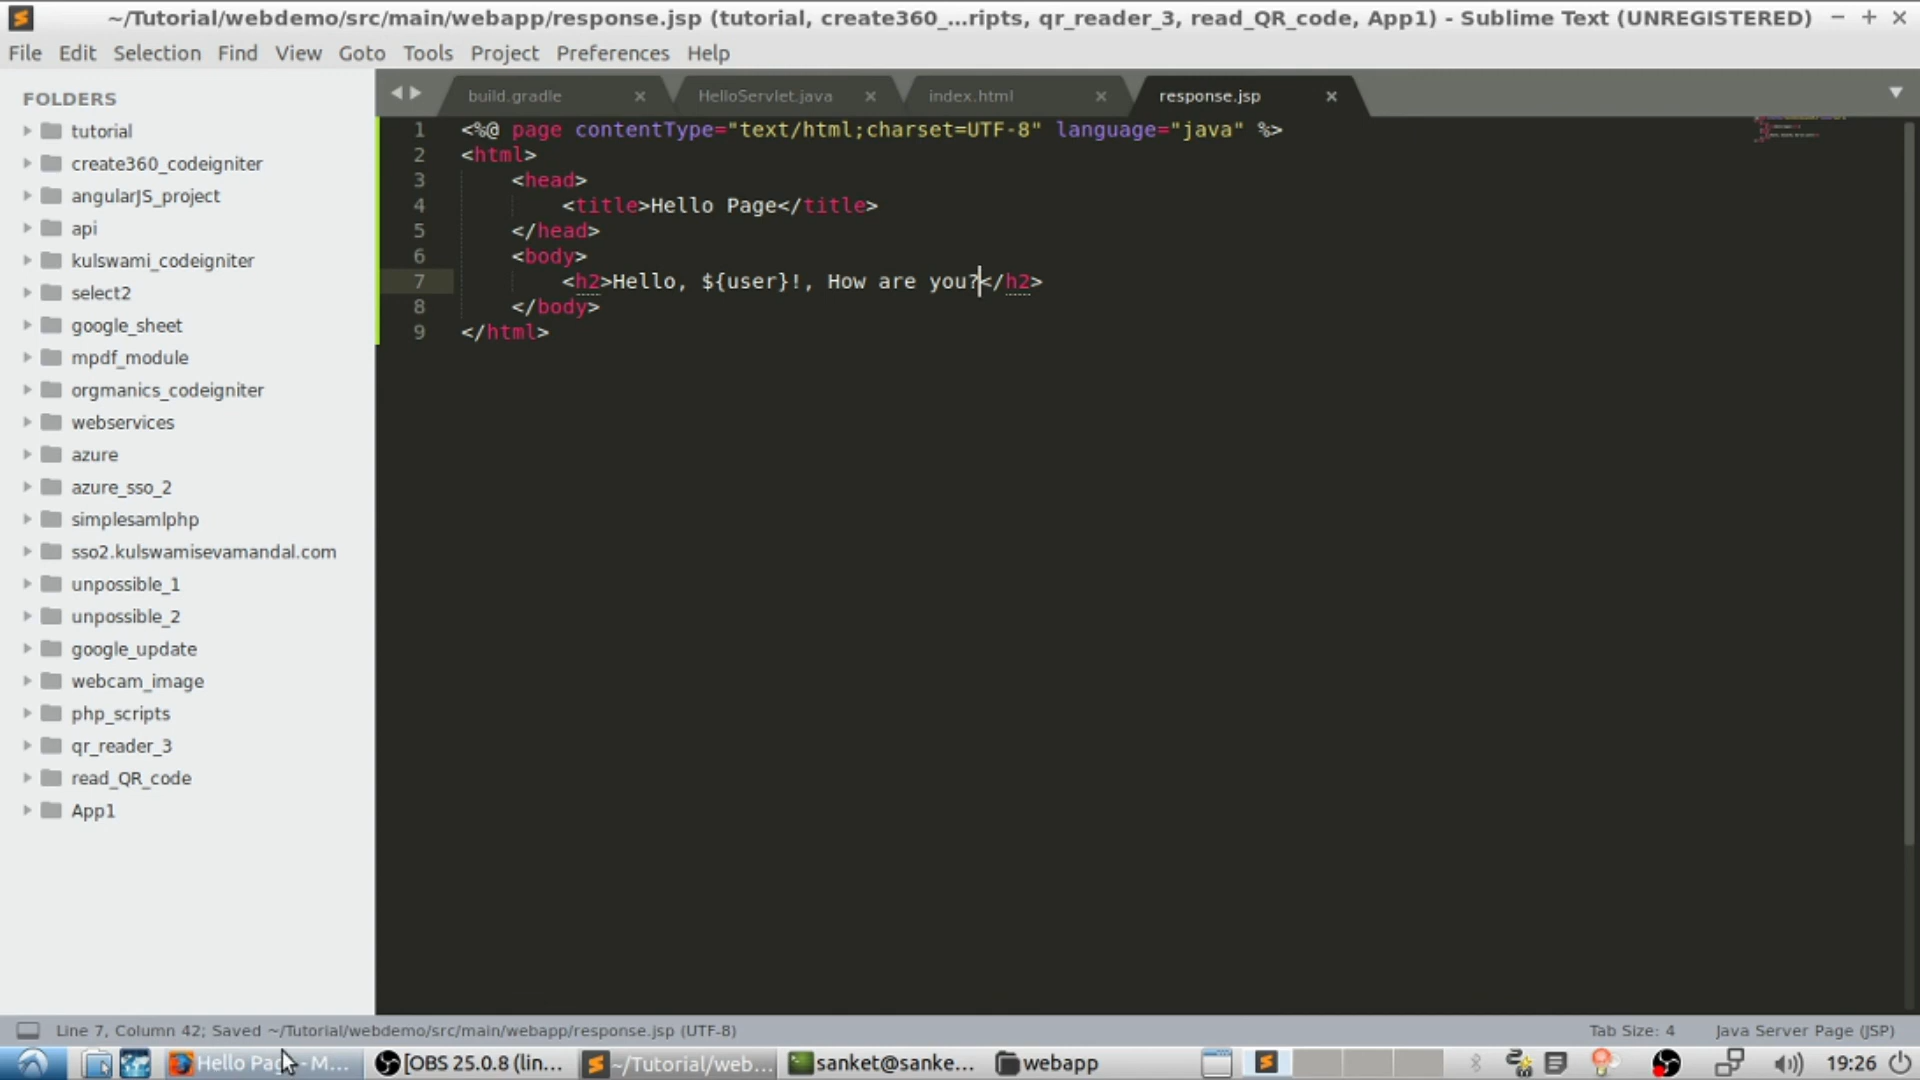 ~/Tutorial/webdemo/src/main/webapp/response.jsp (tutorial, create360_...ripts, qr_reader_3, read_QR_code, App1) - Sublime Text (UNREGISTERED)
File Edit Selection Find View Goto Tools Project Preferences Help
FOLDERS
tutorial
create360_codeigniter
angularJS_project
api
kulswami_codeigniter
select2
google_sheet
mpdf_module
orgmanics_codeigniter
webservices
azure
azure_sso_2
simplesamlphp
sso2.kulswamisevamandal.com
unpossible_1
unpossible_2
google_update
webcam_image
php_scripts
qr_reader_3
read_QR_code
App1
build.gradle HelloServlet.java index.html response.jsp
1 <%@ page contentType="text/html;charset=UTF-8" language="java" %>
2 <html>
3 <head>
4 <title>Hello Page</title>
5 </head>
6 <body>
7 <h2>Hello, ${user}!, How are you?</h2>
8 </body>
9 </html>
Line 7, Column 42; Saved ~/Tutorial/webdemo/src/main/webapp/response.jsp (UTF-8) Tab Size: 4 Java Server Page (JSP)
Hello Pag - M... [OBS 25.0.8 (lin... ~/Tutorial/web... sanket@sanke... webapp 19:26